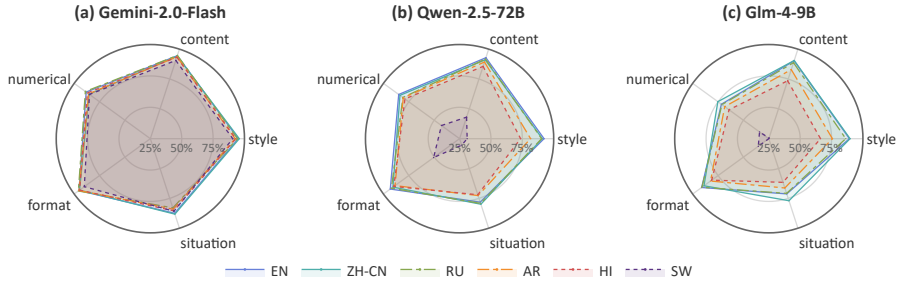 (a) Gemini-2.0-Flash
content
numerical
25% 50% 75%
style
format
situation
(b) Qwen-2.5-72B
content
numerical
25% 50% 75%
style
format
situation
(c) Glm-4-9B
content
numerical
25% 50% 75%
style
format
situation
EN ZH-CN RU AR HI SW